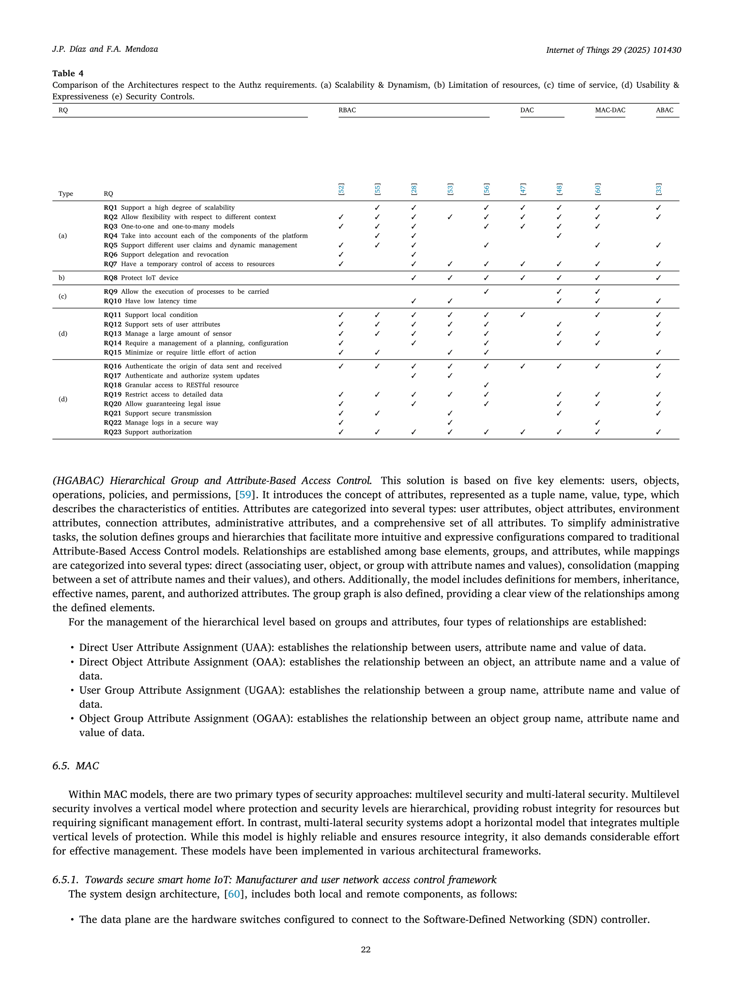 J.P. Díaz and F.A. Mendoza
Internet of Things 29 (2025) 101430
Table 4
Comparison of the Architectures respect to the Authz requirements. (a) Scalability & Dynamism, (b) Limitation of resources, (c) time of service, (d) Usability &
Expressiveness (e) Security Controls.
RQ RBAC DAC MAC-DAC ABAC
Type RQ [52] [55] [28] [53] [56] [47] [48] [60] [33]
RQ1 Support a high degree of scalability ✓ ✓ ✓ ✓ ✓ ✓ ✓
RQ2 Allow flexibility with respect to different context ✓ ✓ ✓ ✓ ✓ ✓ ✓ ✓ ✓
RQ3 One-to-one and one-to-many models ✓ ✓ ✓ ✓ ✓ ✓ ✓
(a) RQ4 Take into account each of the components of the platform ✓ ✓ ✓
RQ5 Support different user claims and dynamic management ✓ ✓ ✓ ✓ ✓ ✓
RQ6 Support delegation and revocation ✓ ✓
RQ7 Have a temporary control of access to resources ✓ ✓ ✓ ✓ ✓ ✓ ✓ ✓
b) RQ8 Protect IoT device ✓ ✓ ✓ ✓ ✓ ✓ ✓
(c) RQ9 Allow the execution of processes to be carried ✓ ✓ ✓
RQ10 Have low latency time ✓ ✓ ✓ ✓ ✓
RQ11 Support local condition ✓ ✓ ✓ ✓ ✓ ✓ ✓ ✓
RQ12 Support sets of user attributes ✓ ✓ ✓ ✓ ✓ ✓ ✓
(d) RQ13 Manage a large amount of sensor ✓ ✓ ✓ ✓ ✓ ✓ ✓ ✓
RQ14 Require a management of a planning, configuration ✓ ✓ ✓ ✓ ✓
RQ15 Minimize or require little effort of action ✓ ✓ ✓ ✓ ✓
RQ16 Authenticate the origin of data sent and received ✓ ✓ ✓ ✓ ✓ ✓ ✓ ✓ ✓
RQ17 Authenticate and authorize system updates ✓ ✓ ✓
RQ18 Granular access to RESTful resource ✓
RQ19 Restrict access to detailed data ✓ ✓ ✓ ✓ ✓ ✓ ✓ ✓
(d) RQ20 Allow guaranteeing legal issue ✓ ✓ ✓ ✓ ✓ ✓
RQ21 Support secure transmission ✓ ✓ ✓ ✓ ✓
RQ22 Manage logs in a secure way ✓ ✓ ✓
RQ23 Support authorization ✓ ✓ ✓ ✓ ✓ ✓ ✓ ✓ ✓
(HGABAC) Hierarchical Group and Attribute-Based Access Control. This solution is based on five key elements: users, objects,
operations, policies, and permissions, [59]. It introduces the concept of attributes, represented as a tuple name, value, type, which
describes the characteristics of entities. Attributes are categorized into several types: user attributes, object attributes, environment
attributes, connection attributes, administrative attributes, and a comprehensive set of all attributes. To simplify administrative
tasks, the solution defines groups and hierarchies that facilitate more intuitive and expressive configurations compared to traditional
Attribute-Based Access Control models. Relationships are established among base elements, groups, and attributes, while mappings
are categorized into several types: direct (associating user, object, or group with attribute names and values), consolidation (mapping
between a set of attribute names and their values), and others. Additionally, the model includes definitions for members, inheritance,
effective names, parent, and authorized attributes. The group graph is also defined, providing a clear view of the relationships among
the defined elements.
For the management of the hierarchical level based on groups and attributes, four types of relationships are established:
• Direct User Attribute Assignment (UAA): establishes the relationship between users, attribute name and value of data.
• Direct Object Attribute Assignment (OAA): establishes the relationship between an object, an attribute name and a value of
data.
• User Group Attribute Assignment (UGAA): establishes the relationship between a group name, attribute name and value of
data.
• Object Group Attribute Assignment (OGAA): establishes the relationship between an object group name, attribute name and
value of data.
6.5. MAC
Within MAC models, there are two primary types of security approaches: multilevel security and multi-lateral security. Multilevel
security involves a vertical model where protection and security levels are hierarchical, providing robust integrity for resources but
requiring significant management effort. In contrast, multi-lateral security systems adopt a horizontal model that integrates multiple
vertical levels of protection. While this model is highly reliable and ensures resource integrity, it also demands considerable effort
for effective management. These models have been implemented in various architectural frameworks.
6.5.1. Towards secure smart home IoT: Manufacturer and user network access control framework
The system design architecture, [60], includes both local and remote components, as follows:
• The data plane are the hardware switches configured to connect to the Software-Defined Networking (SDN) controller.
22